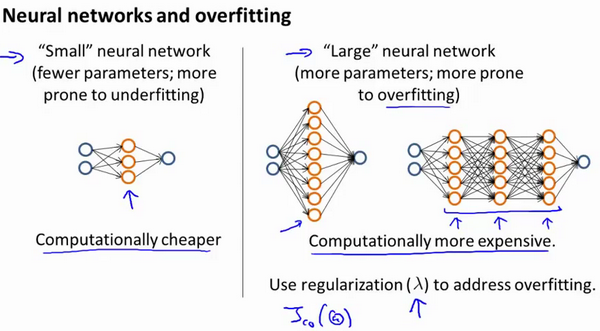 Neural networks and overfitting
“Small” neural network
(fewer parameters; more
prone to underfitting)
Computationally cheaper
“Large” neural network
(more parameters; more prone
to overfitting)
Computationally more expensive.
Use regularization (λ) to address overfitting.